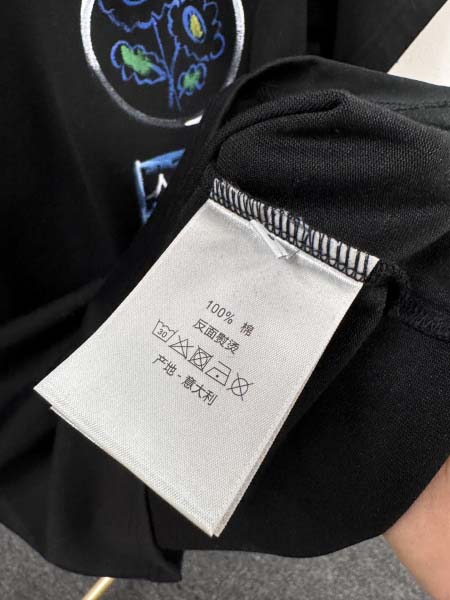 100% 棉
反面熨烫
30
产地 - 意大利